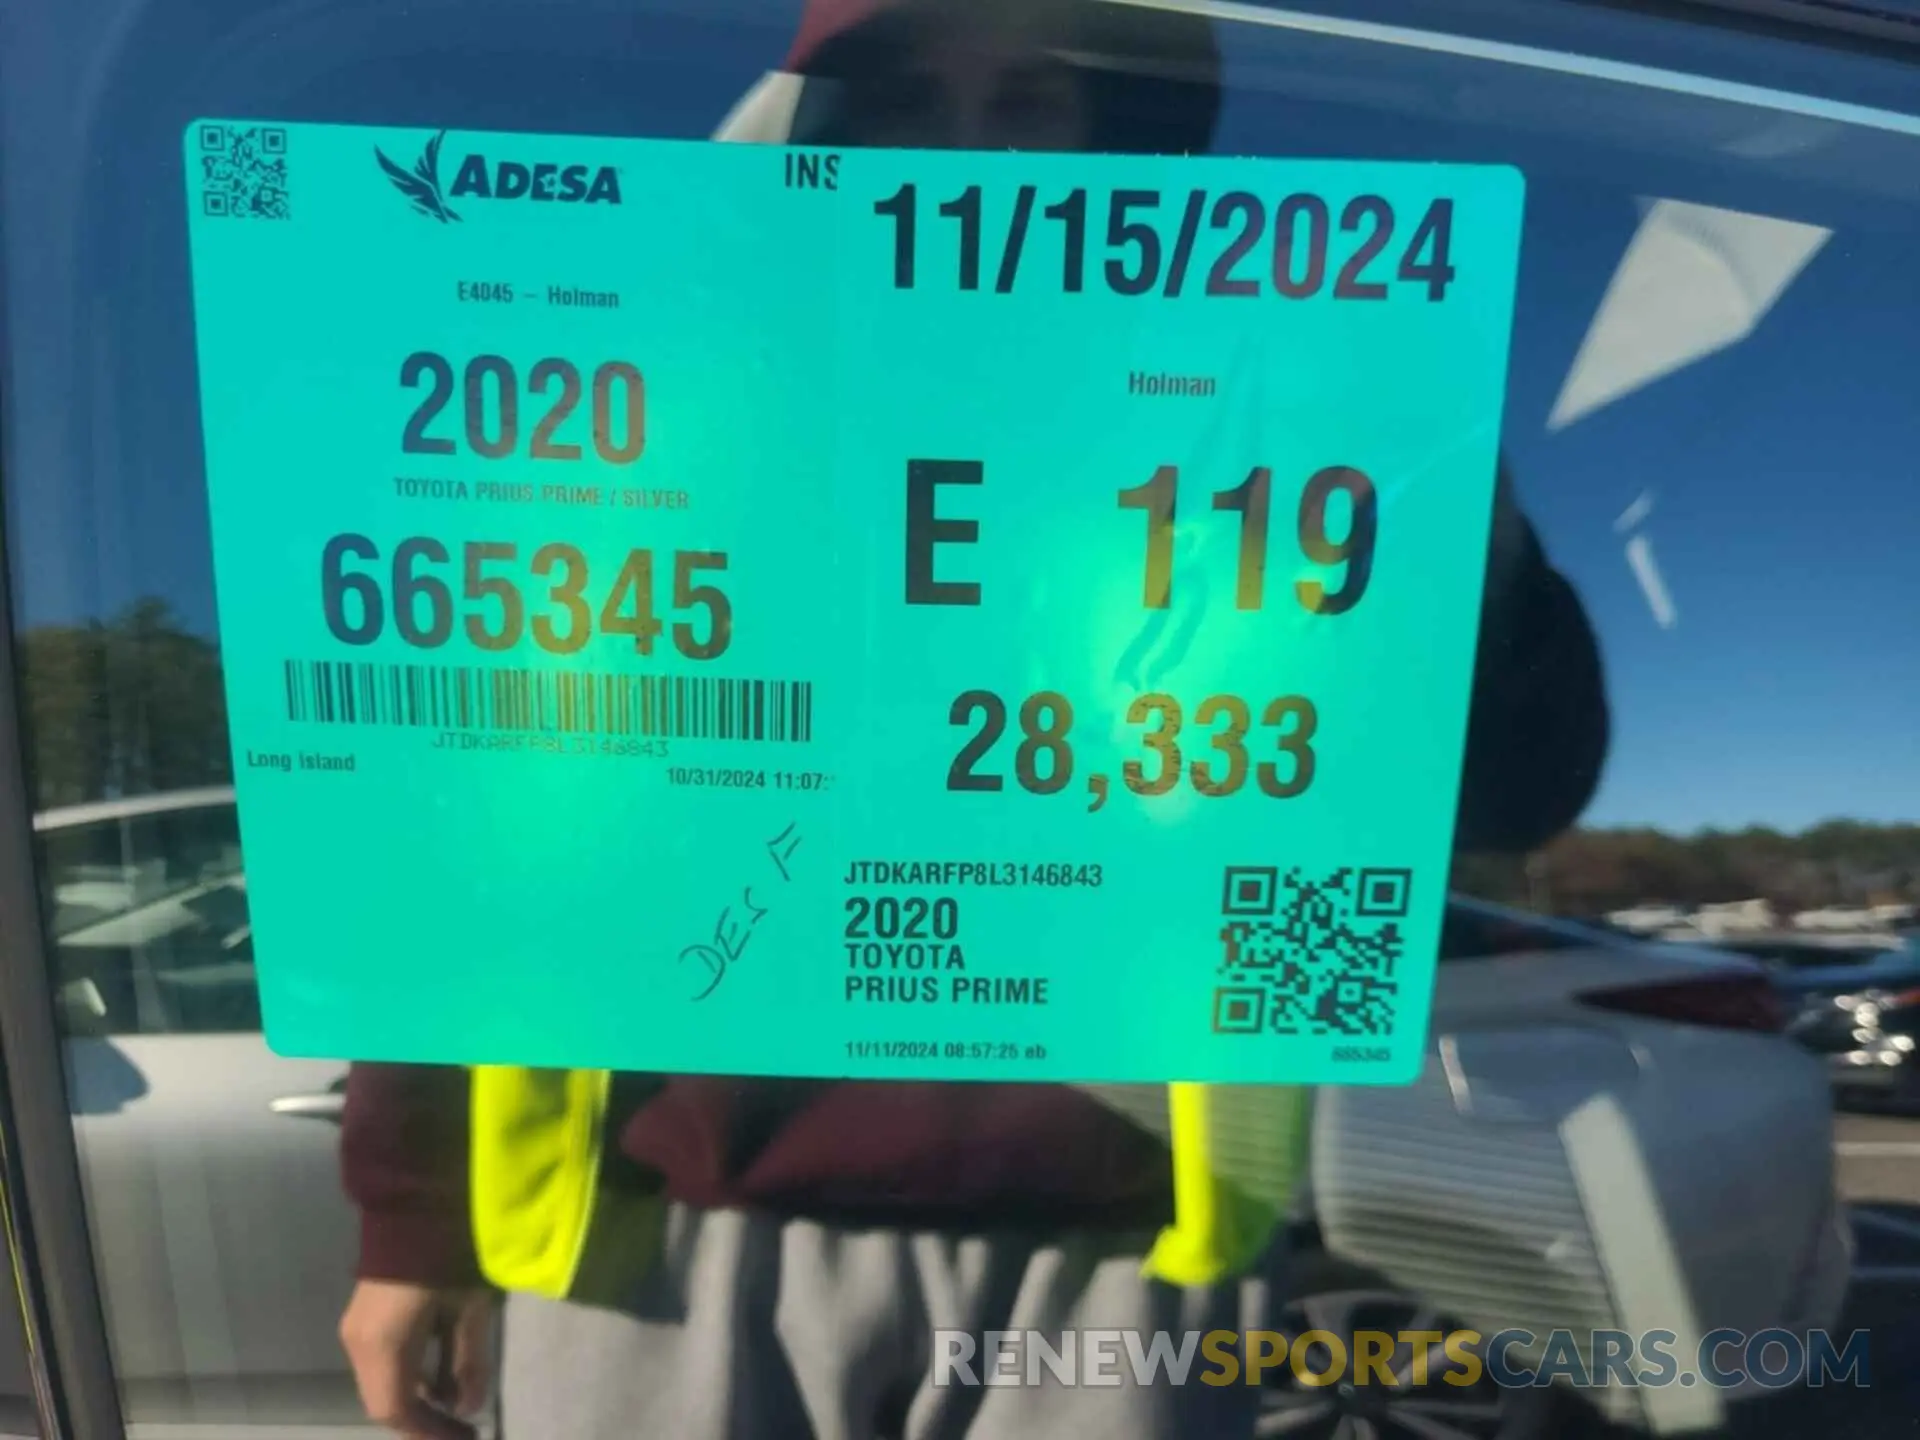 ADESA
INS
E4045 – Holman
2020
TOYOTA PRIUS PRIME / SILVER
665345
JTDKARFP8L3146843
Long Island
10/31/2024 11:07:
DES F
11/15/2024
Holman
E 119
28,333
JTDKARFP8L3146843
2020
TOYOTA
PRIUS PRIME
11/11/2024 08:57:25 eb
665345
RENEWSPORTSCARS.COM